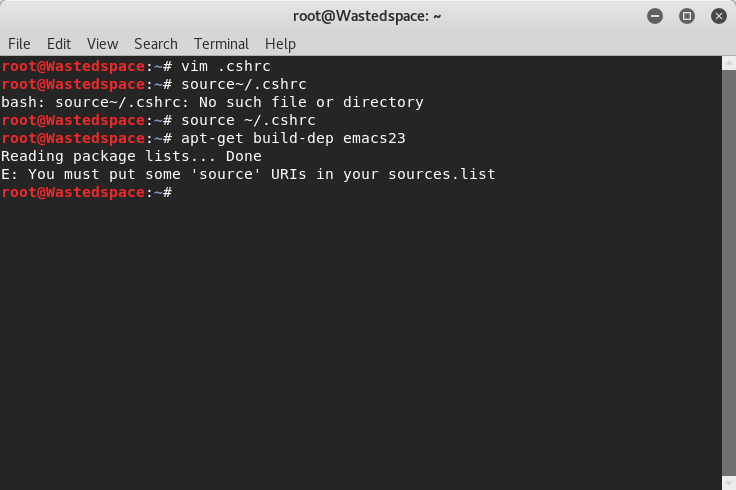 root@Wastedspace: ~
File Edit View Search Terminal Help
root@Wastedspace:~# vim .cshrc
root@Wastedspace:~# source~/.cshrc
bash: source~/.cshrc: No such file or directory
root@Wastedspace:~# source ~/.cshrc
root@Wastedspace:~# apt-get build-dep emacs23
Reading package lists... Done
E: You must put some 'source' URIs in your sources.list
root@Wastedspace:~#